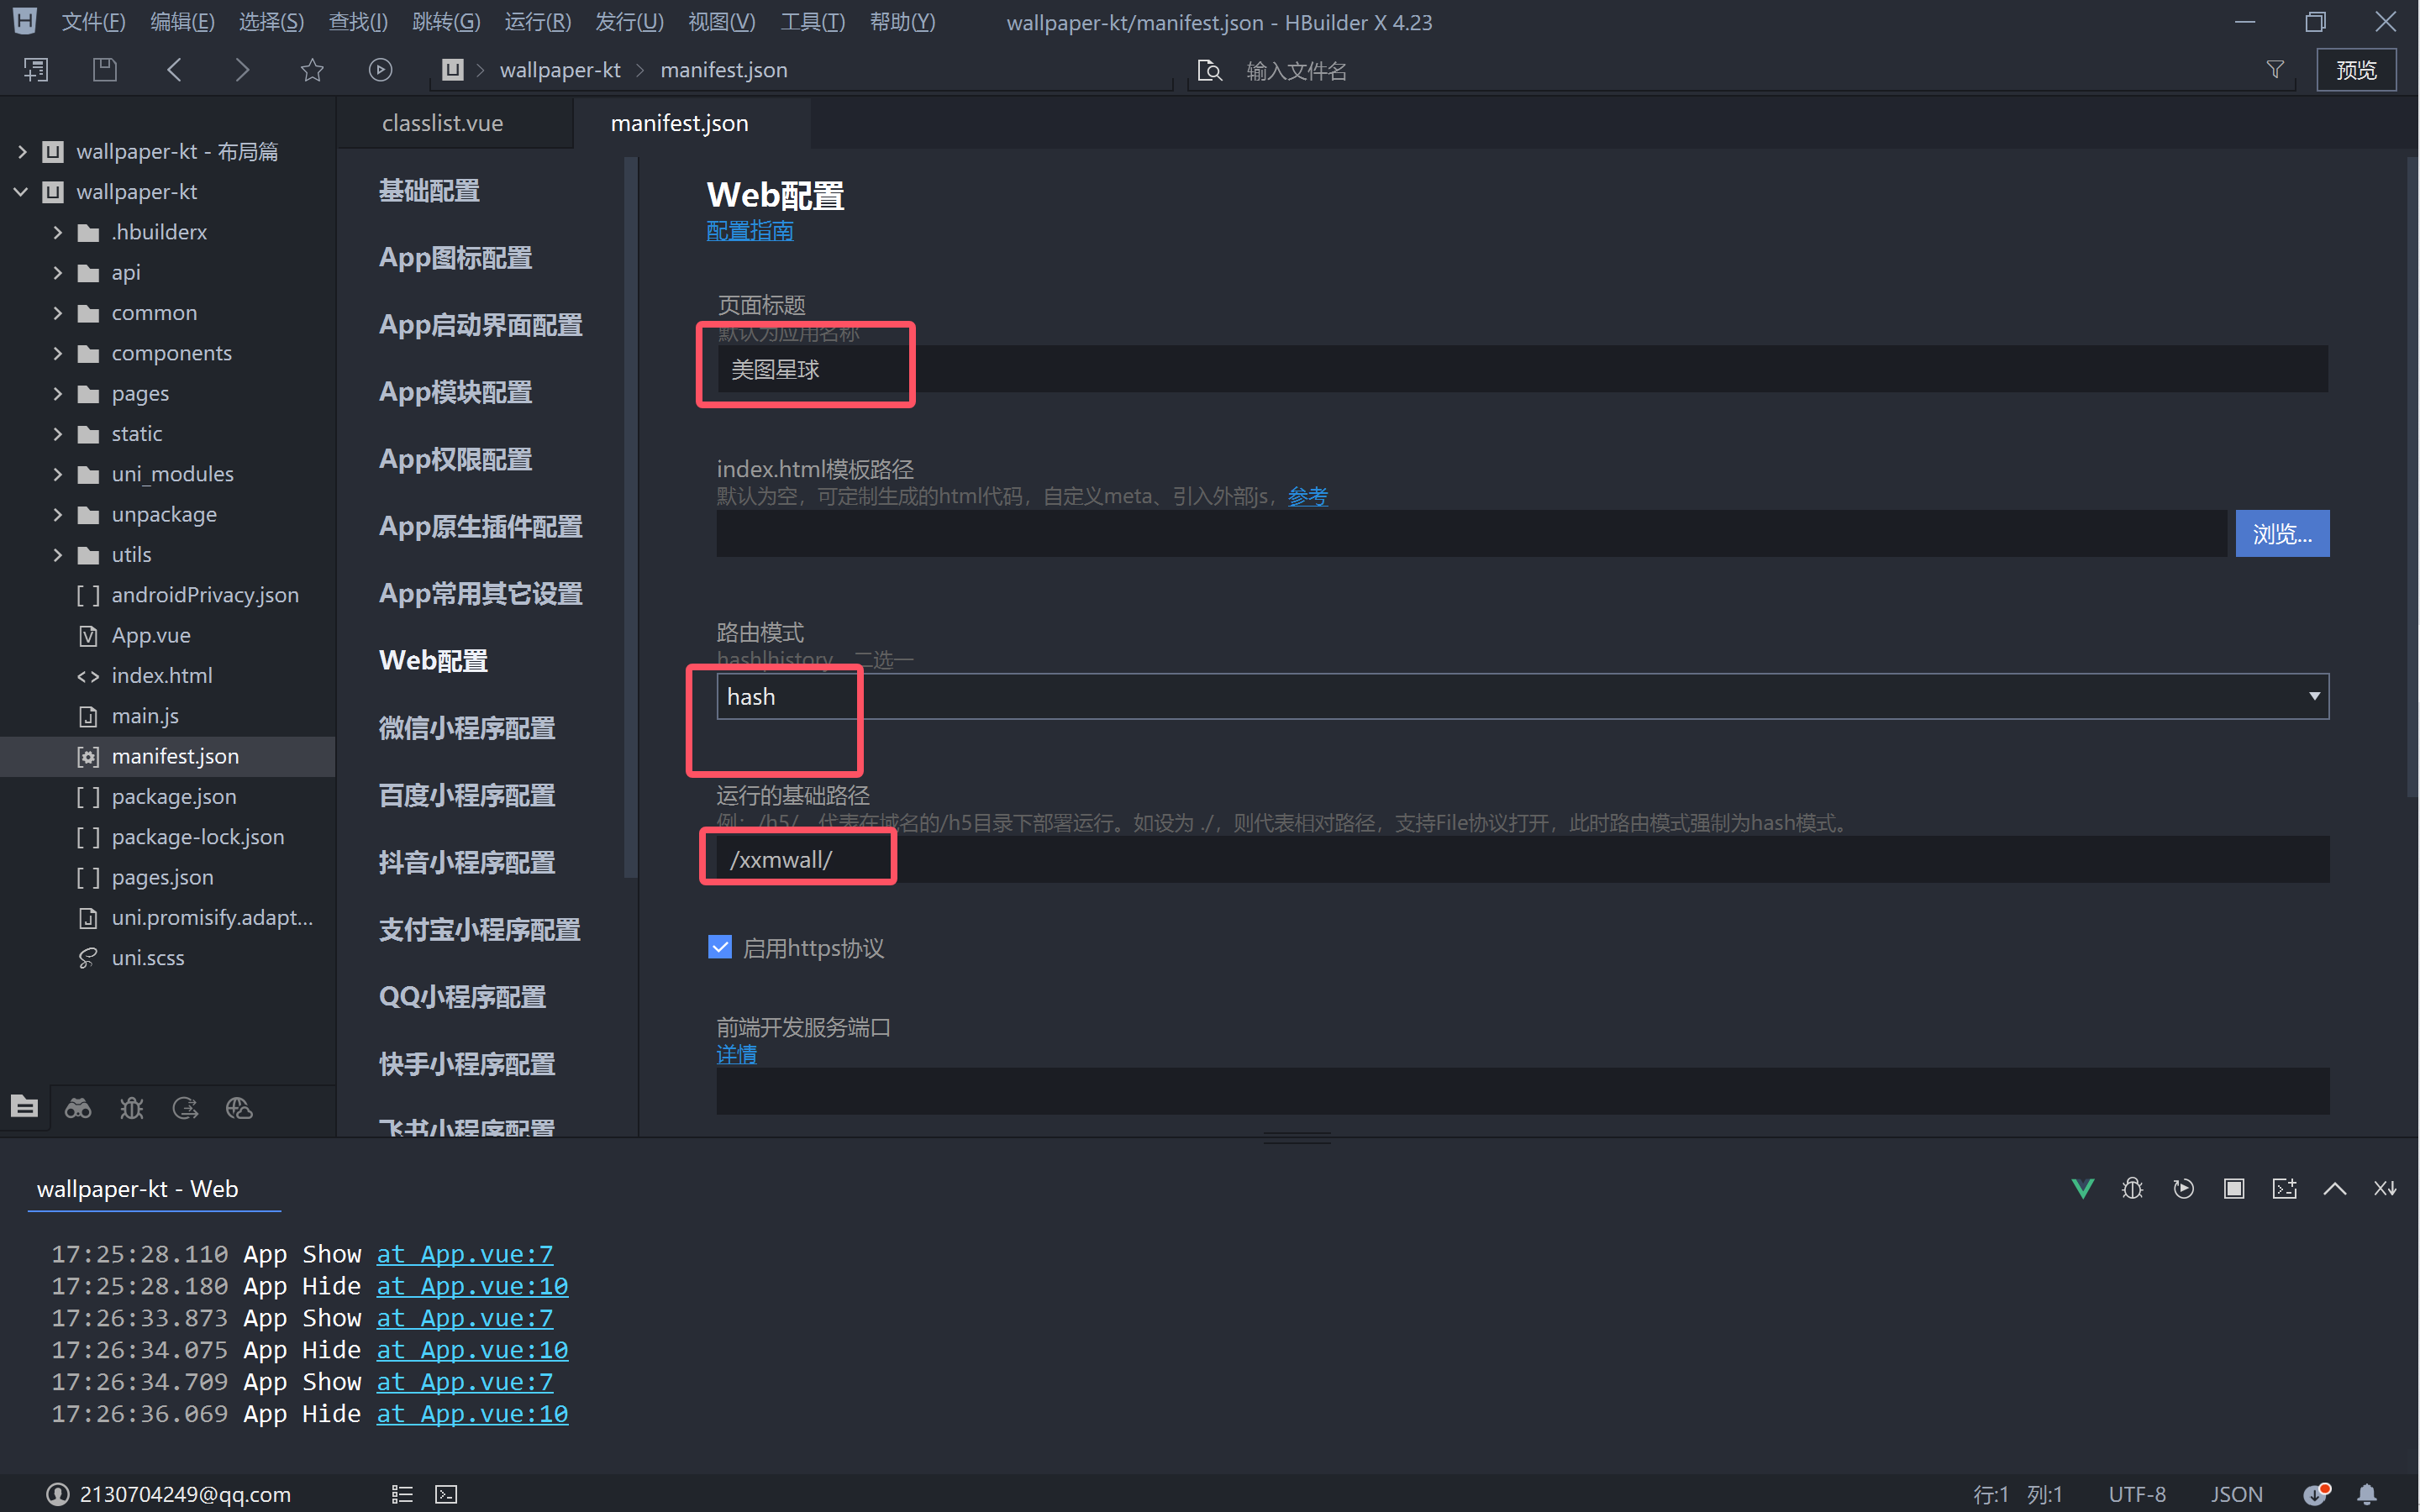 文件(F) 编辑(E) 选择(S) 查找(I) 跳转(G) 运行(R) 发行(U) 视图(V) 工具(T) 帮助(Y) wallpaper-kt/manifest.json - HBuilder X 4.23
wallpaper-kt manifest.json 输入文件名 预览
classlist.vue manifest.json
wallpaper-kt - 布局篇
wallpaper-kt
.hbuilderx
api
common
components
pages
static
uni_modules
unpackage
utils
androidPrivacy.json
App.vue
index.html
main.js
manifest.json
package.json
package-lock.json
pages.json
uni.promisify.adapt...
uni.scss
基础配置
App图标配置
App启动界面配置
App模块配置
App权限配置
App原生插件配置
App常用其它设置
Web配置
微信小程序配置
百度小程序配置
抖音小程序配置
支付宝小程序配置
QQ小程序配置
快手小程序配置
飞书小程序配置
Web配置
配置指南
页面标题
默认为应用名称
美图星球
index.html模板路径
默认为空，可定制生成的html代码，自定义meta、引入外部js，参考
浏览...
路由模式
hash|history，二选一
hash
运行的基础路径
例：/h5/，代表在域名的/h5目录下部署运行。如设为 ./，则代表相对路径，支持File协议打开，此时路由模式强制为hash模式。
/xxmwall/
启用https协议
前端开发服务端口
详情
wallpaper-kt - Web
17:25:28.110 App Show at App.vue:7
17:25:28.180 App Hide at App.vue:10
17:26:33.873 App Show at App.vue:7
17:26:34.075 App Hide at App.vue:10
17:26:34.709 App Show at App.vue:7
17:26:36.069 App Hide at App.vue:10
2130704249@qq.com 行:1 列:1 UTF-8 JSON